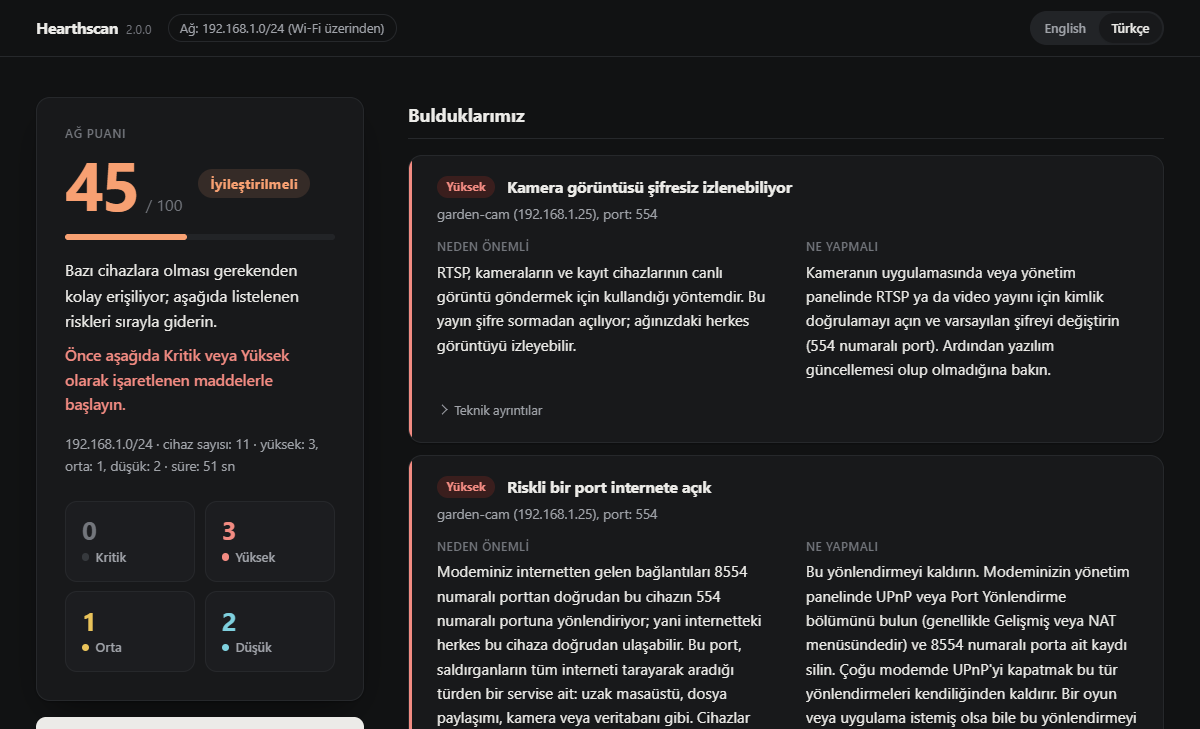 Hearthscan 2.0.0 Ağ: 192.168.1.0/24 (Wi-Fi üzerinden) English Türkçe
AĞ PUANI
45 / 100 İyileştirilmeli
Bazı cihazlara olması gerekenden
kolay erişiliyor; aşağıda listelenen
riskleri sırayla giderin.
Önce aşağıda Kritik veya Yüksek
olarak işaretlenen maddelerle
başlayın.
192.168.1.0/24 · cihaz sayısı: 11 · yüksek: 3,
orta: 1, düşük: 2 · süre: 51 sn
0
Kritik
3
Yüksek
1
Orta
2
Düşük
Bulduklarımız
Yüksek Kamera görüntüsü şifresiz izlenebiliyor
garden-cam (192.168.1.25), port: 554
NEDEN ÖNEMLİ
RTSP, kameraların ve kayıt cihazlarının canlı
görüntü göndermek için kullandığı yöntemdir. Bu
yayın şifre sormadan açılıyor; ağınızdaki herkes
görüntüyü izleyebilir.
NE YAPMALI
Kameranın uygulamasında veya yönetim
panelinde RTSP ya da video yayını için kimlik
doğrulamayı açın ve varsayılan şifreyi değiştirin
(554 numaralı port). Ardından yazılım
güncellemesi olup olmadığına bakın.
Teknik ayrıntılar
Yüksek Riskli bir port internete açık
garden-cam (192.168.1.25), port: 554
NEDEN ÖNEMLİ
Modeminiz internetten gelen bağlantıları 8554
numaralı porttan doğrudan bu cihazın 554
numaralı portuna yönlendiriyor; yani internetteki
herkes bu cihaza doğrudan ulaşabilir. Bu port,
saldırganların tüm interneti tarayarak aradığı
türden bir servise ait: uzak masaüstü, dosya
paylaşımı, kamera veya veritabanı gibi. Cihazlar
NE YAPMALI
Bu yönlendirmeyi kaldırın. Modeminizin yönetim
panelinde UPnP veya Port Yönlendirme
bölümünü bulun (genellikle Gelişmiş veya NAT
menüsündedir) ve 8554 numaralı porta ait kaydı
silin. Çoğu modemde UPnP'yi kapatmak bu tür
yönlendirmeleri kendiliğinden kaldırır. Bir oyun
veya uygulama istemiş olsa bile bu yönlendirmeyi